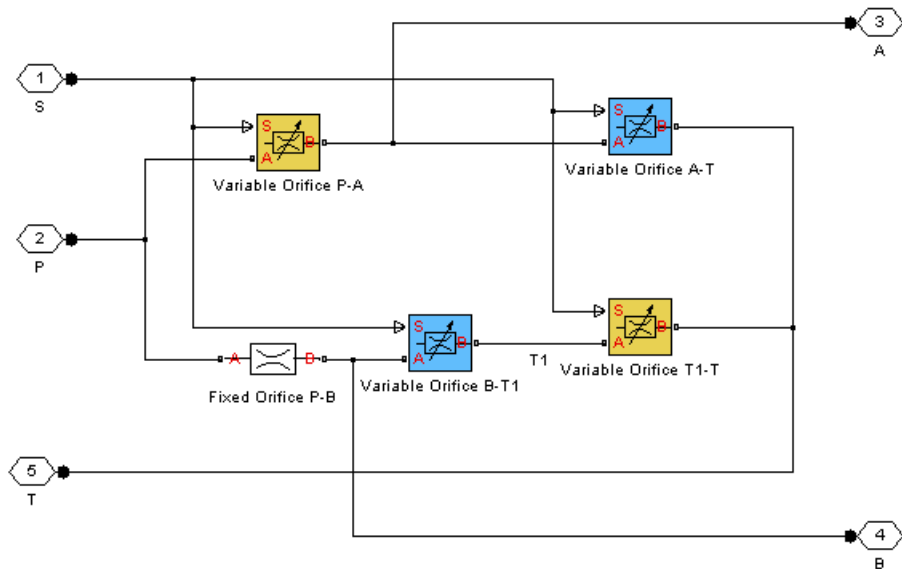 3
A
1
S
S
A B
Variable Orifice P-A
S
A B
Variable Orifice A-T
2
P
S
A B
Variable Orifice B-T1
T1
S
A B
Variable Orifice T1-T
A B
Fixed Orifice P-B
5
T
4
B